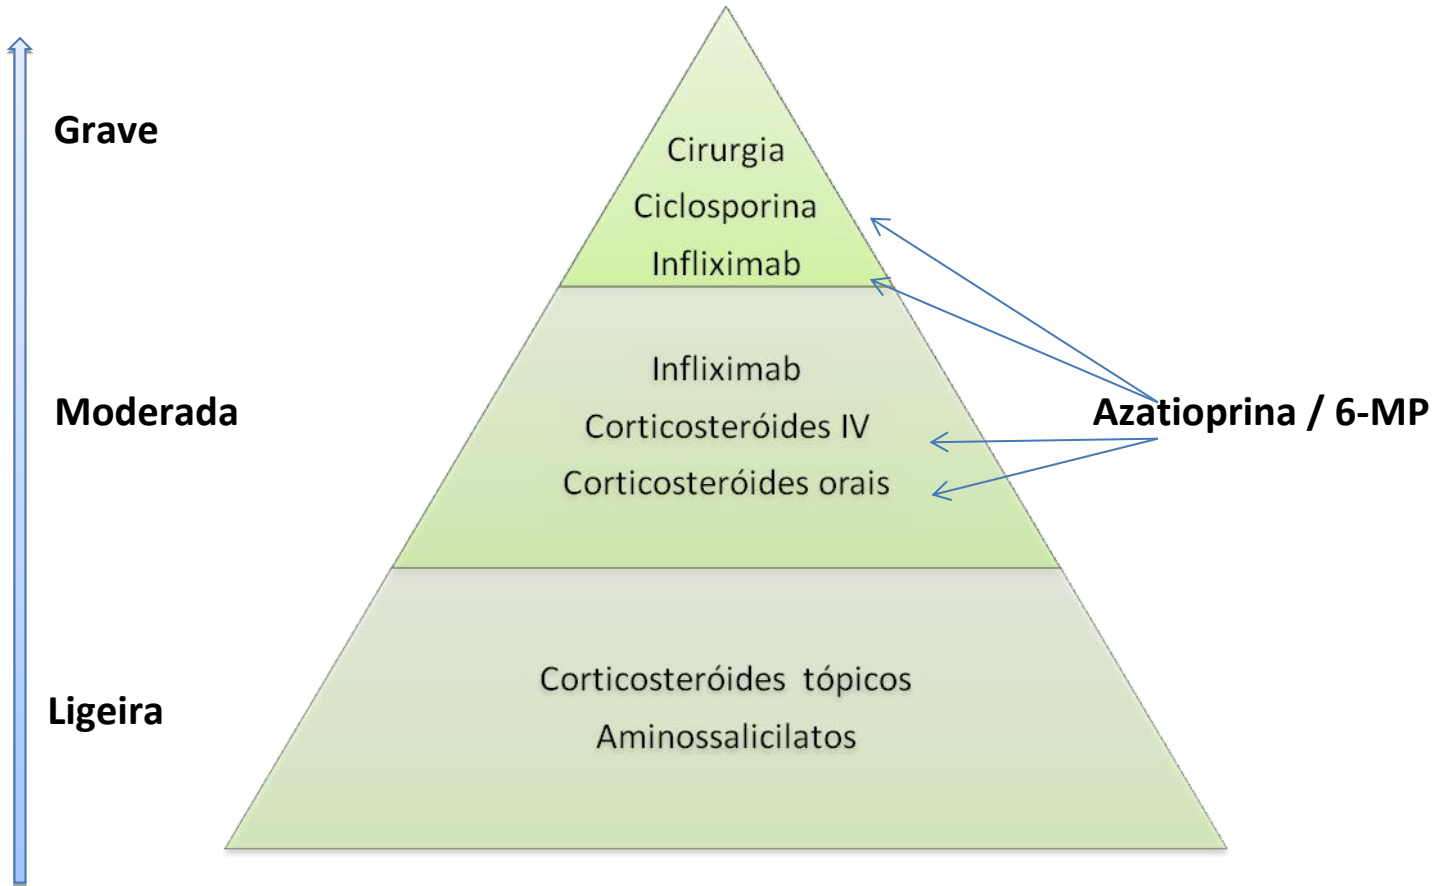 Grave
Cirurgia
Ciclosporina
Infliximab
Moderada
Infliximab
Corticosteróides IV
Corticosteróides orais
Azatioprina / 6-MP
Ligeira
Corticosteróides tópicos
Aminossalicilatos